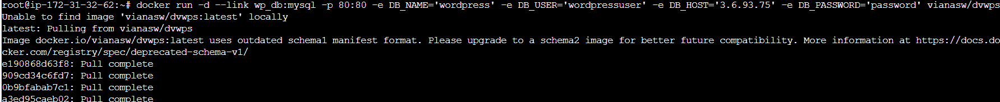 root@ip-172-31-32-62:~# docker run -d --link wp_db:mysql -p 80:80 -e DB_NAME='wordpress' -e DB_USER='wordpressuser' -e DB_HOST='3.6.93.75' -e DB_PASSWORD='password' vianasw/dvwps
Unable to find image 'vianasw/dvwps:latest' locally
latest: Pulling from vianasw/dvwps
Image docker.io/vianasw/dvwps:latest uses outdated schema1 manifest format. Please upgrade to a schema2 image for better future compatibility. More information at https://docs.do
cker.com/registry/spec/deprecated-schema-v1/
e190868d63f8: Pull complete
909cd34c6fd7: Pull complete
0b9bfabab7c1: Pull complete
a3ed95caeb02: Pull complete